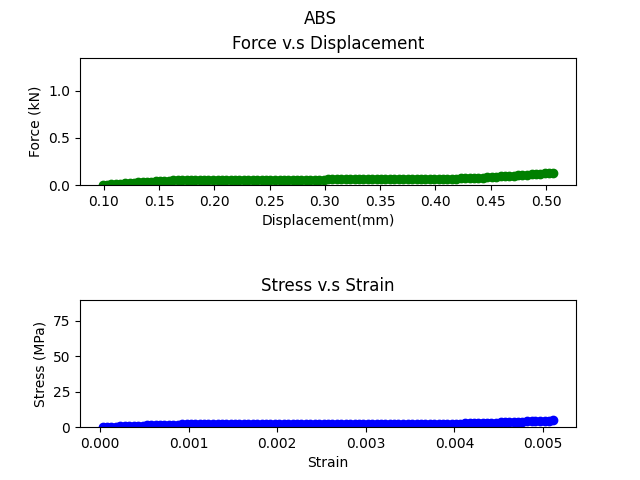 ABS
Force v.s Displacement
1.0
0.5
0.0
Force (kN)
0.10 0.15 0.20 0.25 0.30 0.35 0.40 0.45 0.50
Displacement(mm)
Stress v.s Strain
75
50
25
0
Stress (MPa)
0.000 0.001 0.002 0.003 0.004 0.005
Strain